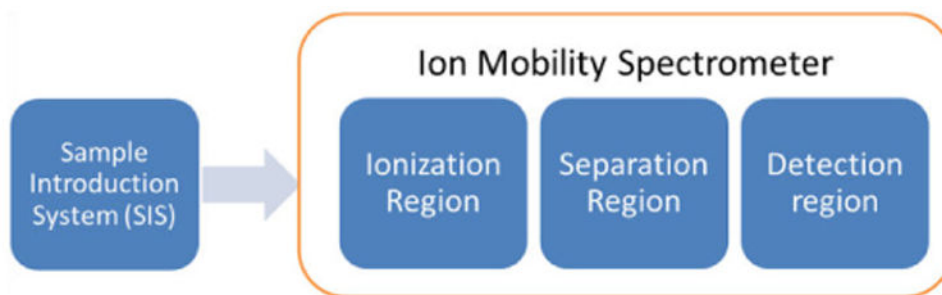 Ion Mobility Spectrometer
Sample
Introduction
System (SIS)
Ionization
Region
Separation
Region
Detection
region